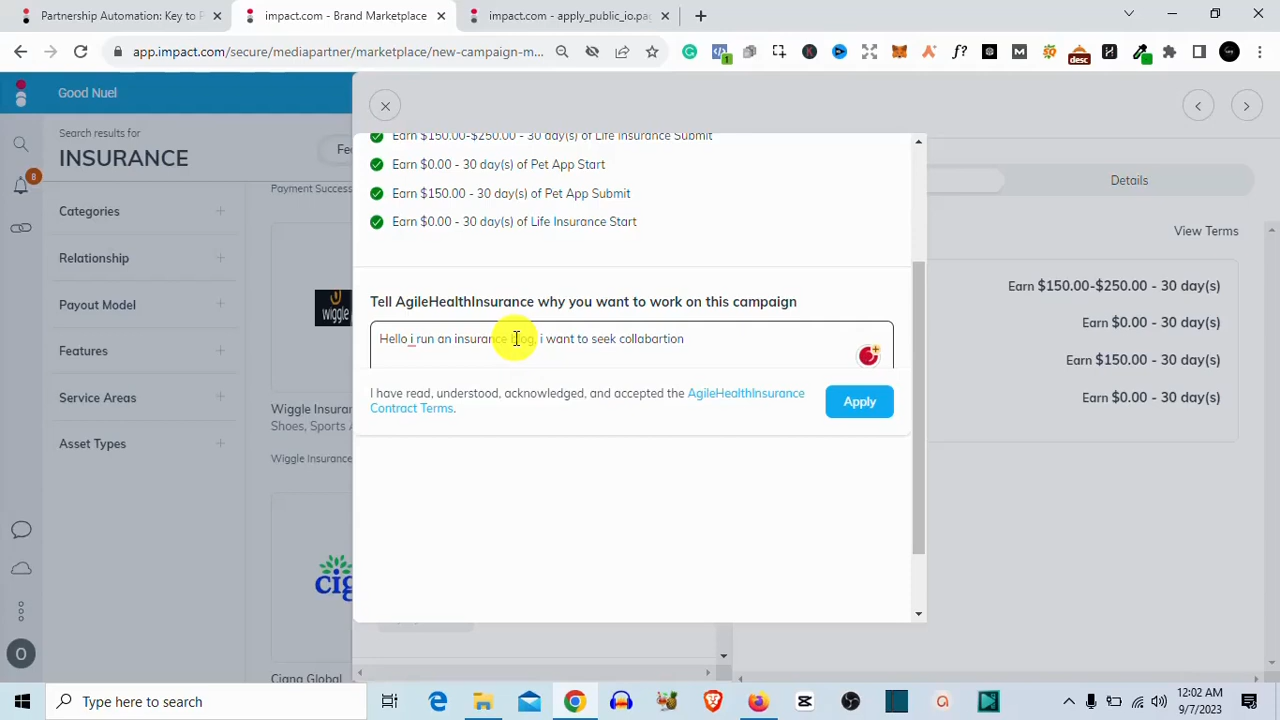 Partnership Automation: Key to P
impact.com - Brand Marketplace
impact.com - apply_public_io.pa
app.impact.com/secure/mediapartner/marketplace/new-campaign-m...
f?
desc
Good Nuel
Search results for
INSURANCE
8
Categories
Relationship
Payout Model
Features
Service Areas
Asset Types
O
Fe
Payment Success
wiggle
Wiggle Insura
Shoes, Sports
Wiggle Insurance
Cigna Global
Earn $150.00-$250.00 - 30 day(s) of Life Insurance Submit
Earn $0.00 - 30 day(s) of Pet App Start
Earn $150.00 - 30 day(s) of Pet App Submit
Earn $0.00 - 30 day(s) of Life Insurance Start
Tell AgileHealthInsurance why you want to work on this campaign
Hello i run an insurance blog, i want to seek collabartion
I have read, understood, acknowledged, and accepted the AgileHealthInsurance
Contract Terms.
Apply
Details
View Terms
Earn $150.00-$250.00 - 30 day(s)
Earn $0.00 - 30 day(s)
Earn $150.00 - 30 day(s)
Earn $0.00 - 30 day(s)
Type here to search
12:02 AM
9/7/2023